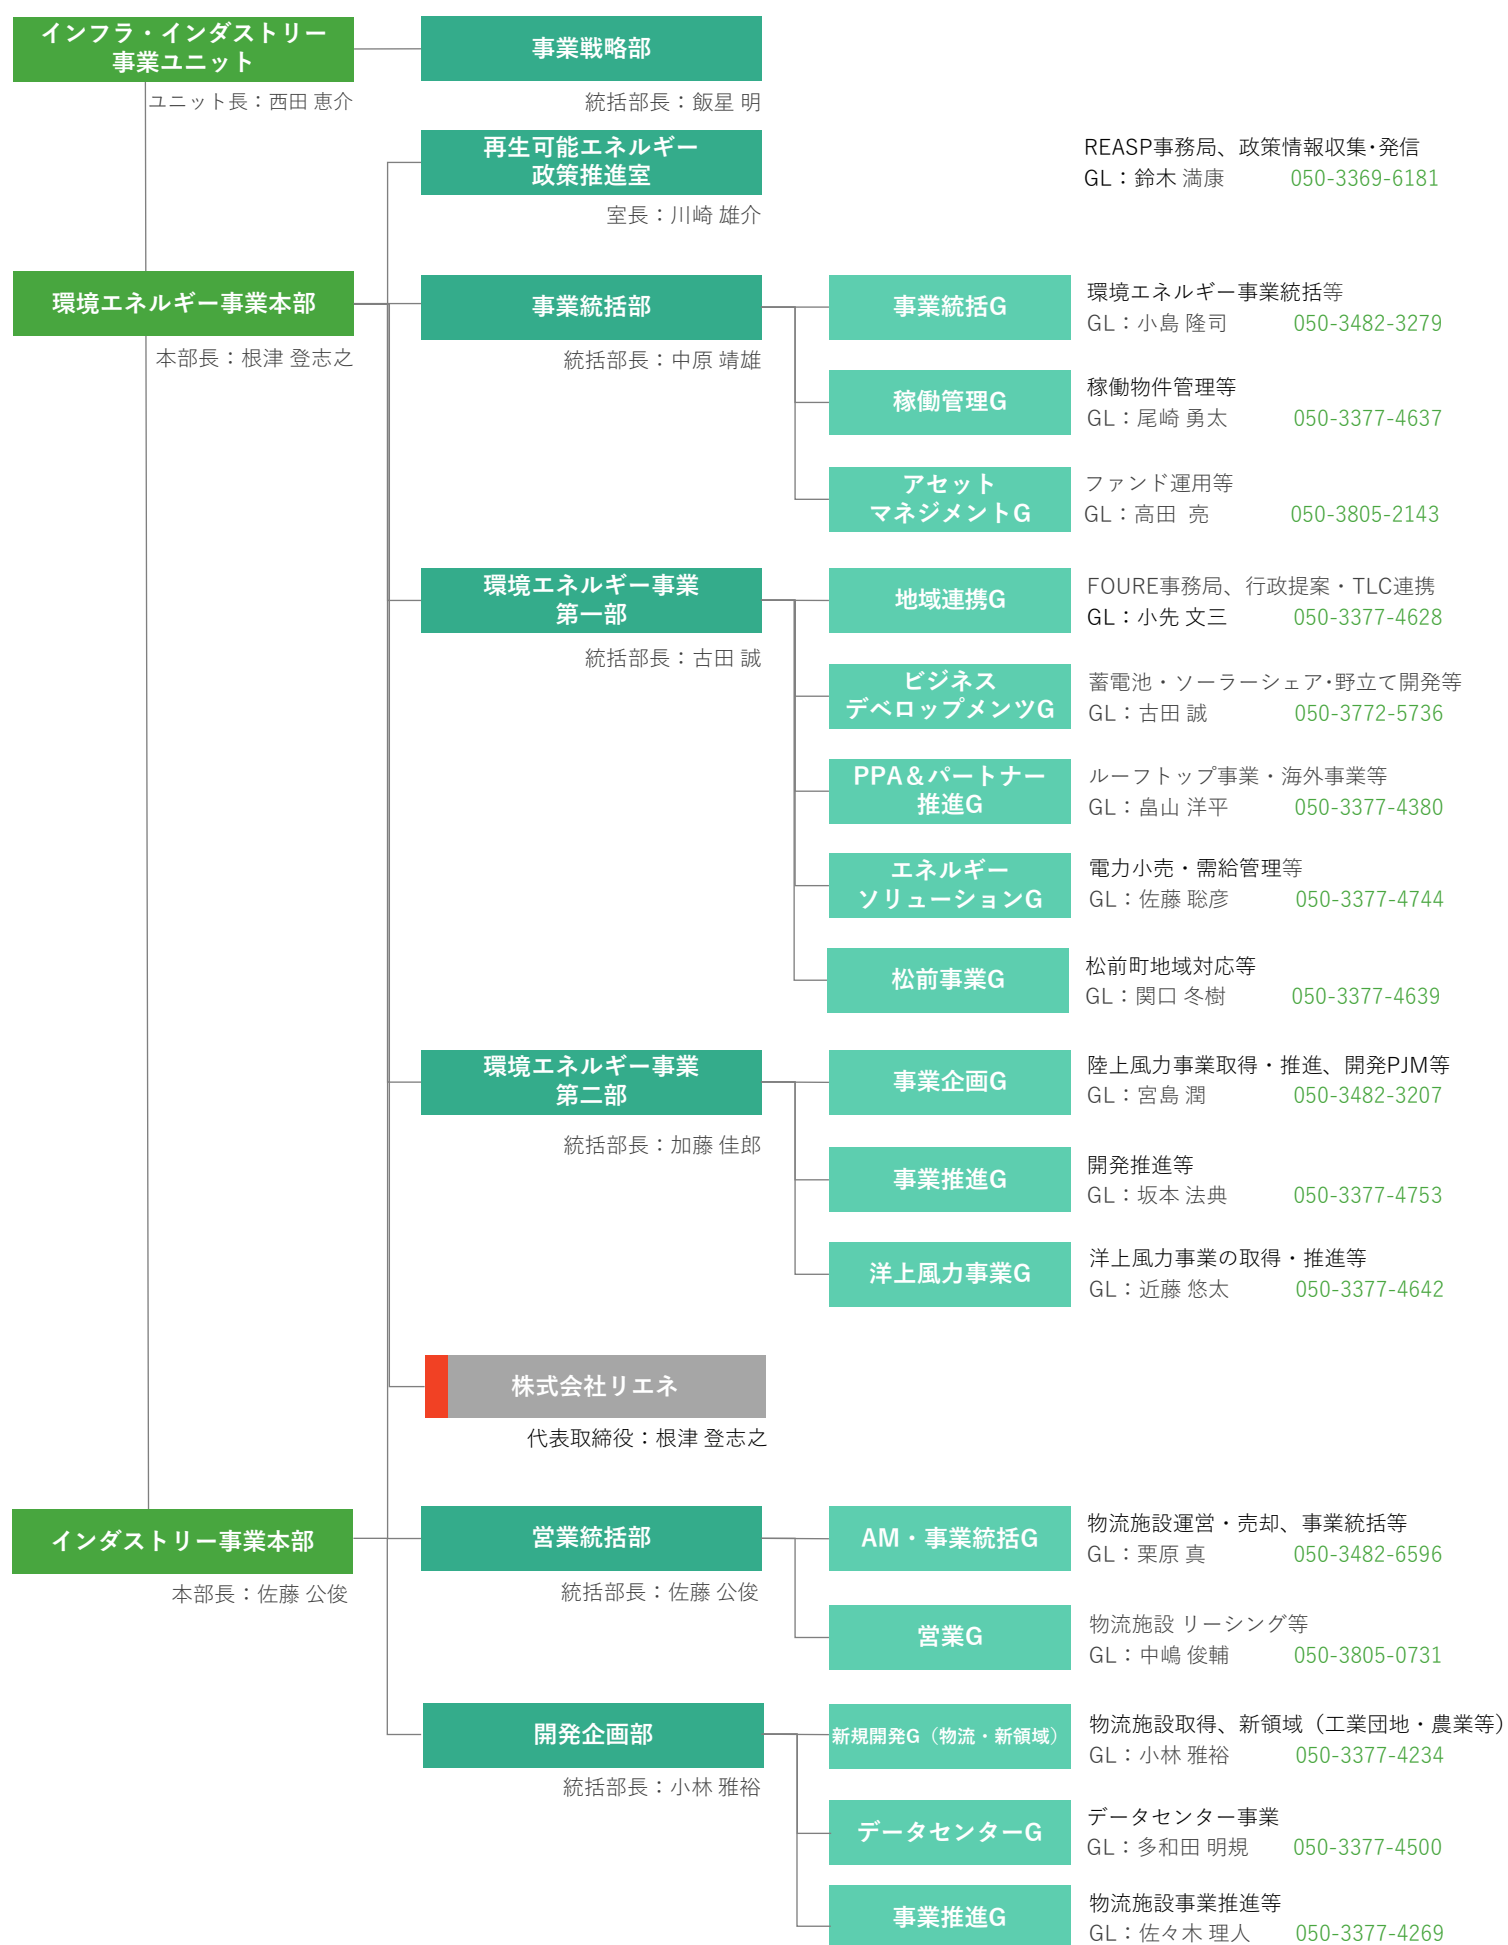 インフラ・インダストリー
事業ユニット
ユニット長：西田 恵介
事業戦略部
統括部長：飯星 明
再生可能エネルギー
政策推進室
室長：川崎 雄介
REASP事務局、政策情報収集･発信
GL：鈴木 満康 050-3369-6181
環境エネルギー事業本部
本部長：根津 登志之
事業統括部
統括部長：中原 靖雄
事業統括G
環境エネルギー事業統括等
GL：小島 隆司 050-3482-3279
稼働管理G
稼働物件管理等
GL：尾崎 勇太 050-3377-4637
アセット
マネジメントG
ファンド運用等
GL：高田 亮 050-3805-2143
環境エネルギー事業
第一部
統括部長：古田 誠
地域連携G
FOURE事務局、行政提案・TLC連携
GL：小先 文三 050-3377-4628
ビジネス
デベロップメンツG
蓄電池・ソーラーシェア･野立て開発等
GL：古田 誠 050-3772-5736
PPA＆パートナー
推進G
ルーフトップ事業・海外事業等
GL：畠山 洋平 050-3377-4380
エネルギー
ソリューションG
電力小売・需給管理等
GL：佐藤 聡彦 050-3377-4744
松前事業G
松前町地域対応等
GL：関口 冬樹 050-3377-4639
環境エネルギー事業
第二部
統括部長：加藤 佳郎
事業企画G
陸上風力事業取得・推進、開発PJM等
GL：宮島 潤 050-3482-3207
事業推進G
開発推進等
GL：坂本 法典 050-3377-4753
洋上風力事業G
洋上風力事業の取得・推進等
GL：近藤 悠太 050-3377-4642
株式会社リエネ
代表取締役：根津 登志之
インダストリー事業本部
本部長：佐藤 公俊
営業統括部
統括部長：佐藤 公俊
AM・事業統括G
物流施設運営・売却、事業統括等
GL：栗原 真 050-3482-6596
営業G
物流施設 リーシング等
GL：中嶋 俊輔 050-3805-0731
開発企画部
統括部長：小林 雅裕
新規開発G（物流・新領域）
物流施設取得、新領域（工業団地・農業等）
GL：小林 雅裕 050-3377-4234
データセンターG
データセンター事業
GL：多和田 明規 050-3377-4500
事業推進G
物流施設事業推進等
GL：佐々木 理人 050-3377-4269